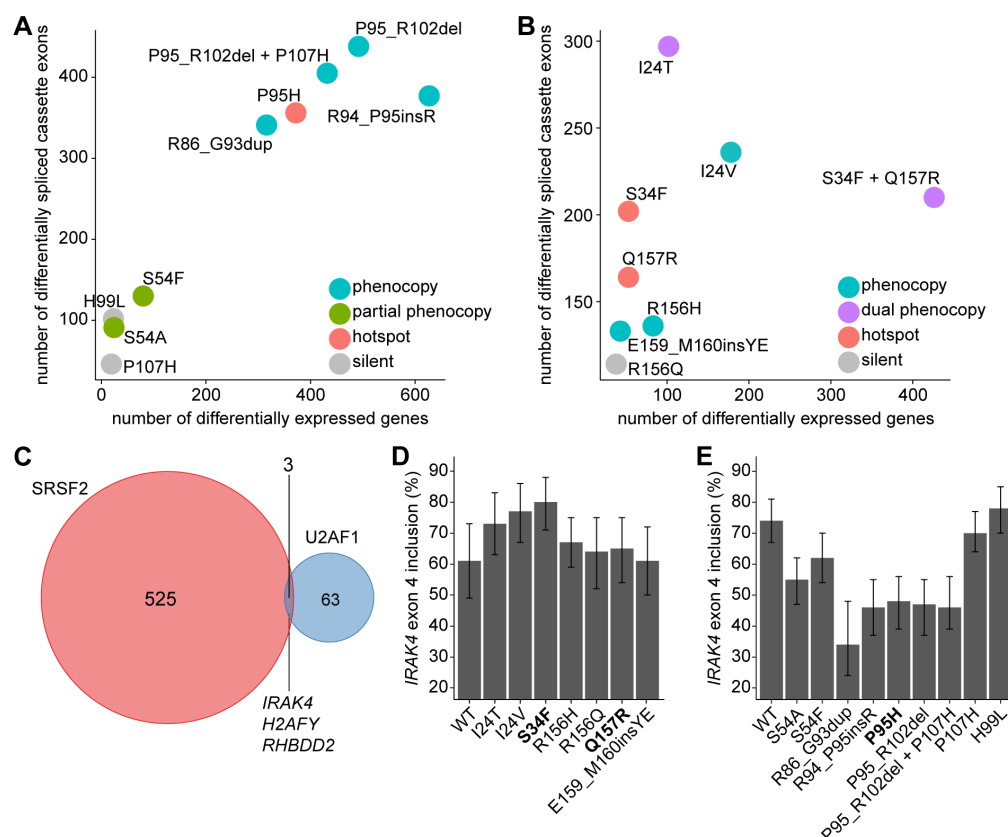 A
number of differentially spliced cassette exons
400
300
200
100
0
200
400
600
number of differentially expressed genes
P95_R102del
P95_R102del + P107H
P95H
R94_P95insR
R86_G93dup
S54F
H99L
S54A
P107H
phenocopy
partial phenocopy
hotspot
silent
B
number of differentially spliced cassette exons
300
250
200
150
100
200
300
400
number of differentially expressed genes
I24T
I24V
S34F + Q157R
S34F
Q157R
R156H
E159_M160insYE
R156Q
phenocopy
dual phenocopy
hotspot
silent
C
SRSF2
3
U2AF1
525
63
IRAK4
H2AFY
RHBDD2
D
IRAK4 exon 4 inclusion (%)
90
80
70
60
50
40
30
20
WT
I24T
I24V
S34F
R156H
R156Q
Q157R
E159_M160insYE
E
IRAK4 exon 4 inclusion (%)
90
80
70
60
50
40
30
20
WT
S54A
S54F
R86_G93dup
R94_P95insR
P95H
P95_R102del
P95_R102del + P107H
P107H
H99L